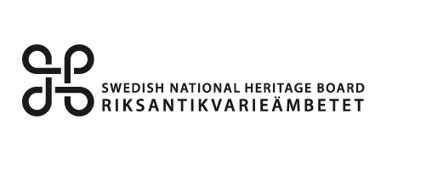 SWEDISH NATIONAL HERITAGE BOARD
RIKSANTIKVARIEÄMBETET